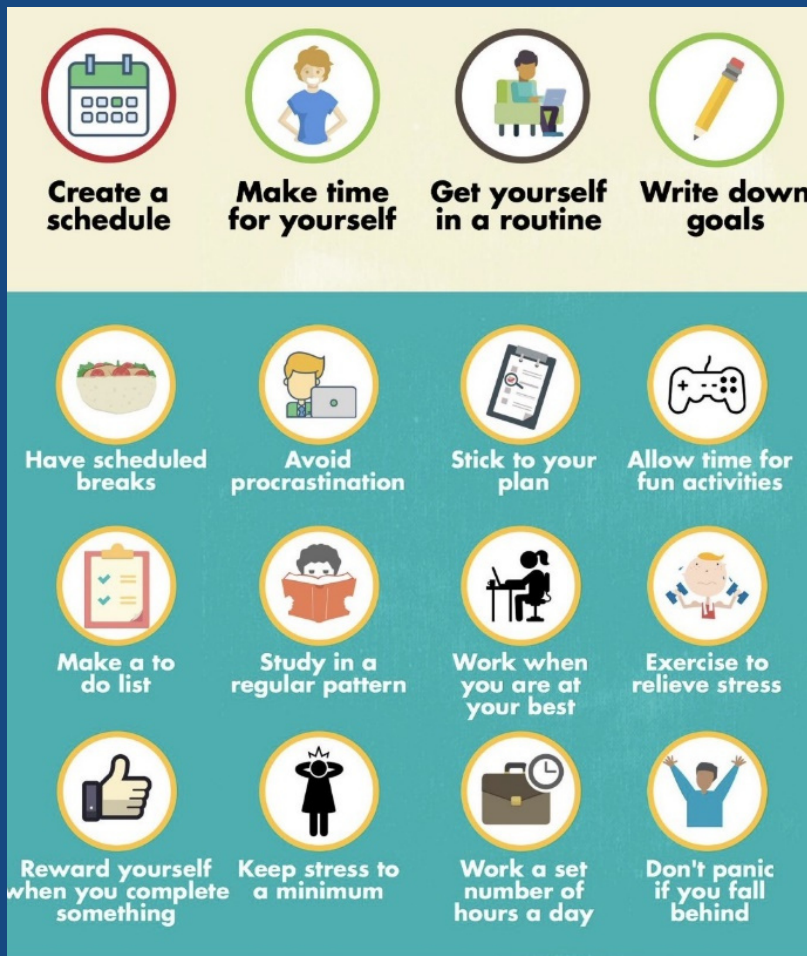 Create a
schedule
Make time
for yourself
Get yourself
in a routine
Write down
goals
Have scheduled
breaks
Avoid
procrastination
Stick to your
plan
Allow time for
fun activities
Make a to
do list
Study in a
regular pattern
Work when
you are at
your best
Exercise to
relieve stress
Reward yourself
when you complete
something
Keep stress to
a minimum
Work a set
number of
hours a day
Don't panic
if you fall
behind